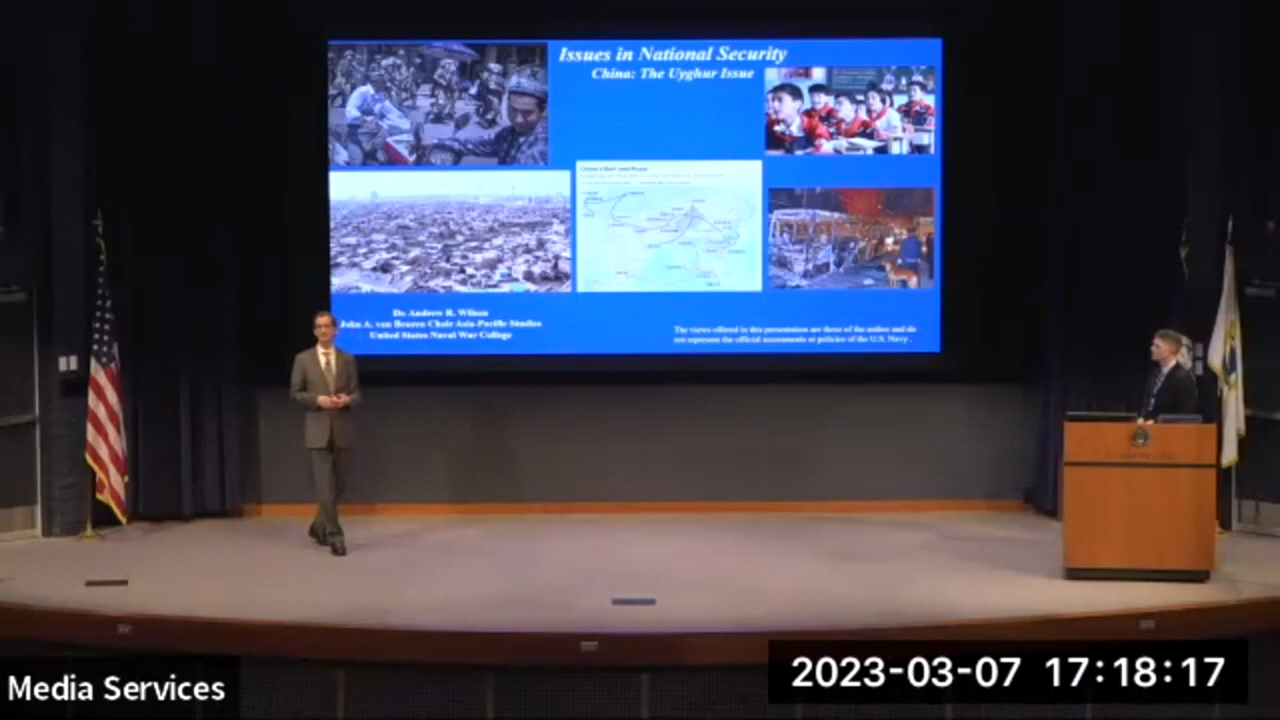 Issues in National Security
China: The Uyghur Issue
Dr. Andrew R. Wilson
John A. van Beuren Chair Asia-Pacific Studies
United States Naval War College
The views offered in this presentation are those of the author and do
not represent the official assessments or policies of the U.S. Navy .
Media Services
2023-03-07 17:18:17